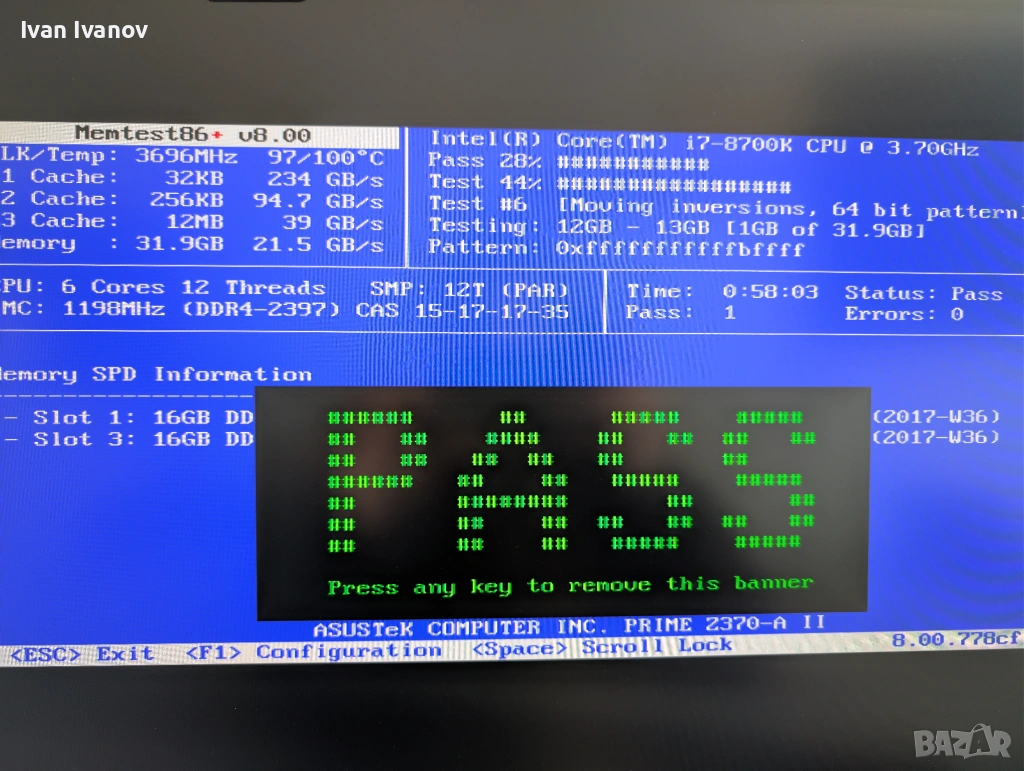 Ivan Ivanov
Memtest86+ v8.00
Intel(R) Core(TM) i7-8700K CPU @ 3.70GHz
LK/Temp: 3696MHz 97/100°C
Pass 28% ###########
1 Cache: 32KB 234 GB/s
Test 44% #################
2 Cache: 256KB 94.7 GB/s
Test #6 [Moving inversions, 64 bit pattern]
3 Cache: 12MB 39 GB/s
Testing: 12GB - 13GB [1GB of 31.9GB]
emory : 31.9GB 21.5 GB/s
Pattern: 0xffffffffffffbffff
PU: 6 Cores 12 Threads SMP: 12T (PAR)
Time: 0:58:03 Status: Pass
MC: 1198MHz (DDR4-2397) CAS 15-17-17-35
Pass: 1 Errors: 0
emory SPD Information
- Slot 1: 16GB DD (2017-W36)
- Slot 3: 16GB DD (2017-W36)
PASS
Press any key to remove this banner
ASUSTeK COMPUTER INC. PRIME Z370-A II
<ESC> Exit <F1> Configuration <Space> Scroll Lock 8.00.778cf
BAZAR